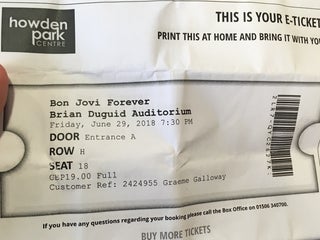 howden
park
CENTRE
THIS IS YOUR E-TICKET
PRINT THIS AT HOME AND BRING IT WITH YOU
Bon Jovi Forever
Brian Duguid Auditorium
Friday, June 29, 2018 7:30 PM
DOOR Entrance A
ROW H
SEAT 18
GBP19.00 Full
Customer Ref: 2424955 Graeme Galloway
If you have any questions regarding your booking please call the Box Office on 01506 340700.
BUY MORE TICKETS